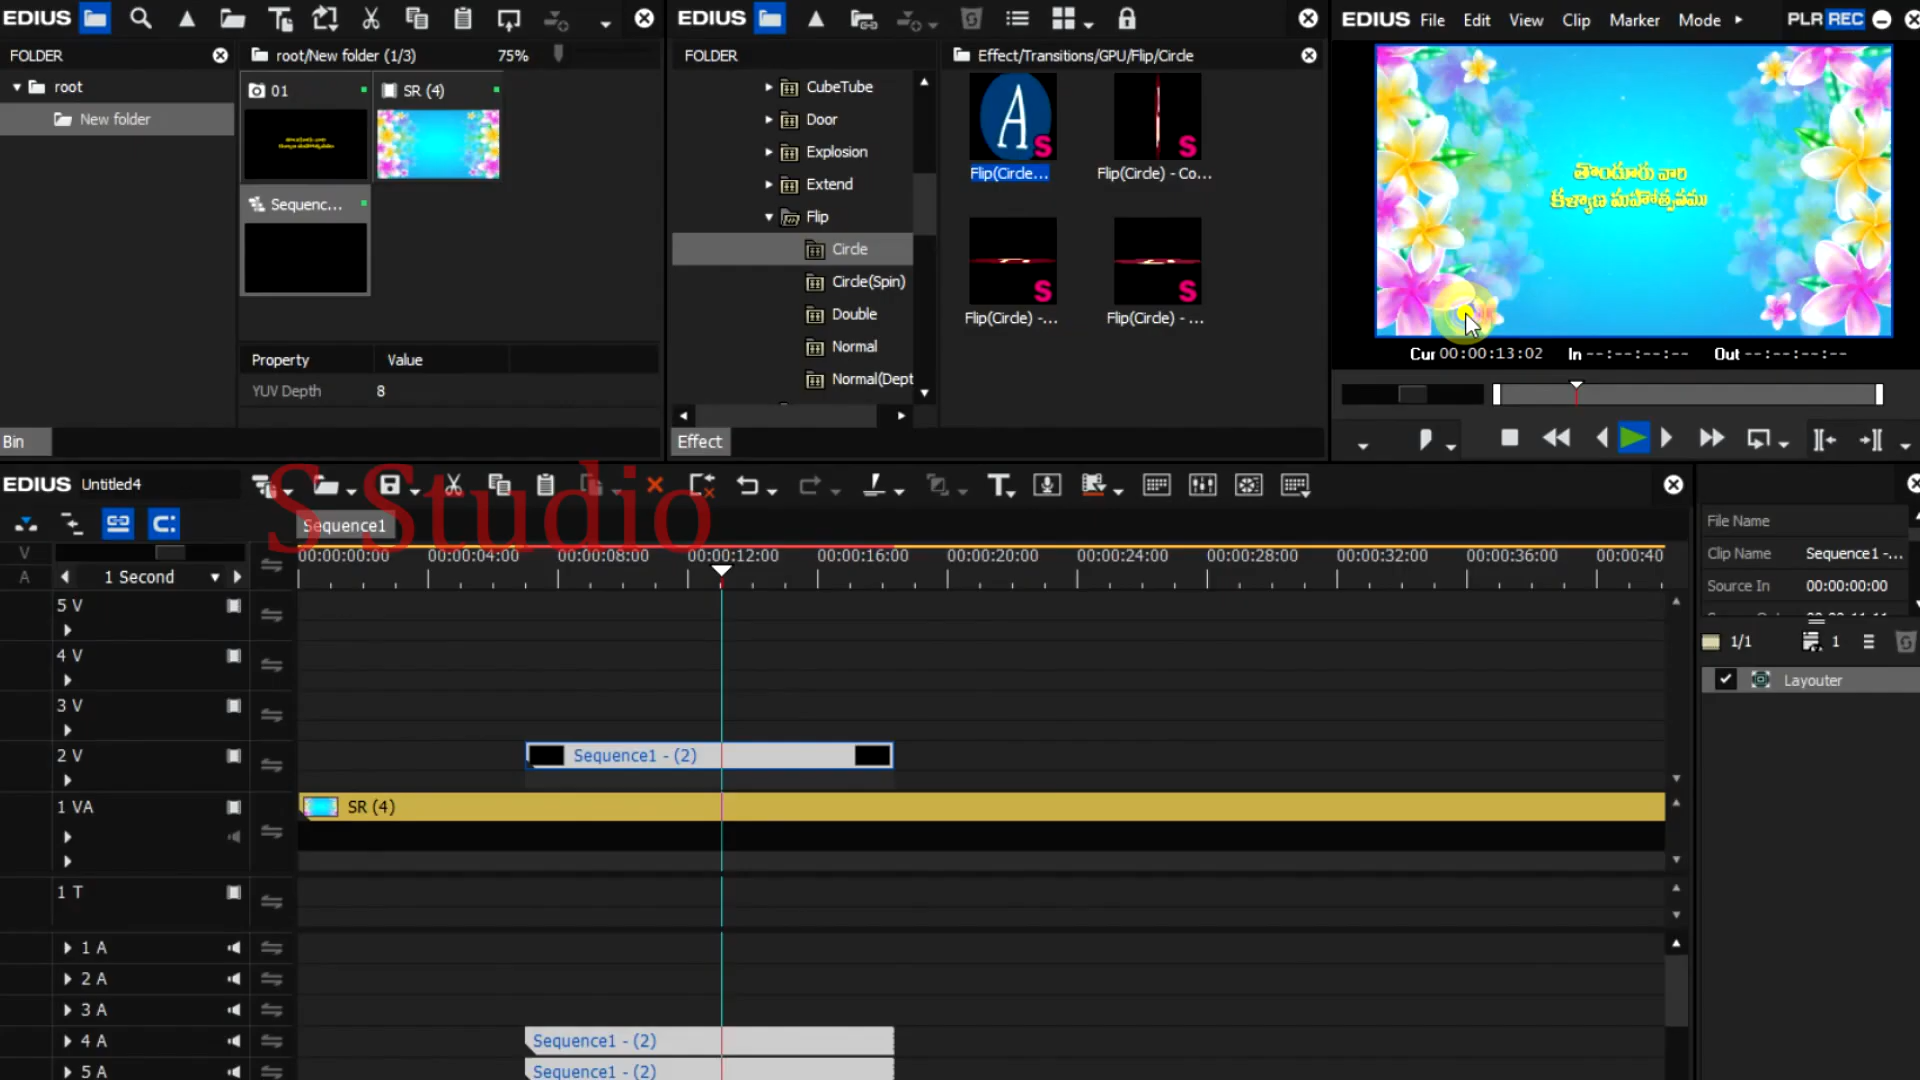 EDIUS
EDIUS
EDIUS File Edit View Clip Marker Mode PLR REC
FOLDER
root/New folder (1/3) 75%
FOLDER
Effect/Transitions/GPU/Flip/Circle
root
New folder
01
SR (4)
Sequenc...
Property Value
YUV Depth 8
Bin
CubeTube
Door
Explosion
Extend
Flip
Circle
Circle(Spin)
Double
Normal
Normal(Dept
Effect
A
S
S
Flip(Circle...
Flip(Circle) - Co...
S
S
Flip(Circle) -...
Flip(Circle) - ...
తాండూరు వారి
కళ్యాణ మహోత్సవము
Cur 00:00:13:02 In --:--:--:-- Out --:--:--:--
EDIUS Untitled4
S Studio
Sequence1
V
A
1 Second
00:00:00:00 00:00:04:00 00:00:08:00 00:00:12:00 00:00:16:00 00:00:20:00 00:00:24:00 00:00:28:00 00:00:32:00 00:00:36:00 00:00:40
5 V
4 V
3 V
2 V
Sequence1 - (2)
1 VA
SR (4)
1 T
1 A
2 A
3 A
4 A
Sequence1 - (2)
5 A
Sequence1 - (2)
File Name
Clip Name Sequence1 -...
Source In 00:00:00:00
1/1
1
Layouter